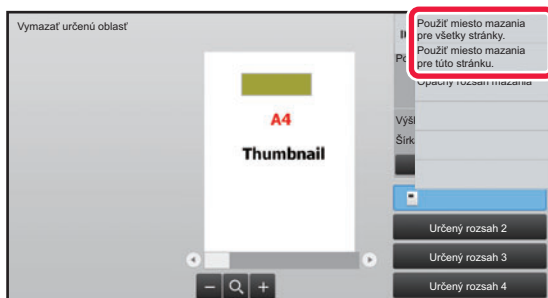 Vymazať určenú oblasť
Použiť miesto mazania
pre všetky stránky.
Použiť miesto mazania
pre túto stránku.
Opačný rozsah mazania
A4
Thumbnail
Výš
Šírk
Určený rozsah 2
Určený rozsah 3
Určený rozsah 4